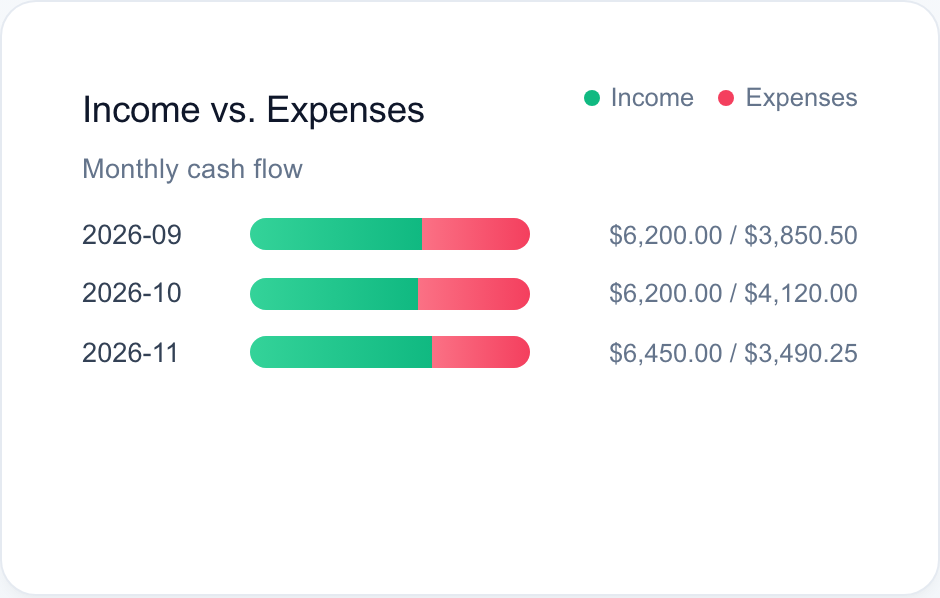 Income vs. Expenses
Income Expenses
Monthly cash flow
2026-09 $6,200.00 / $3,850.50
2026-10 $6,200.00 / $4,120.00
2026-11 $6,450.00 / $3,490.25